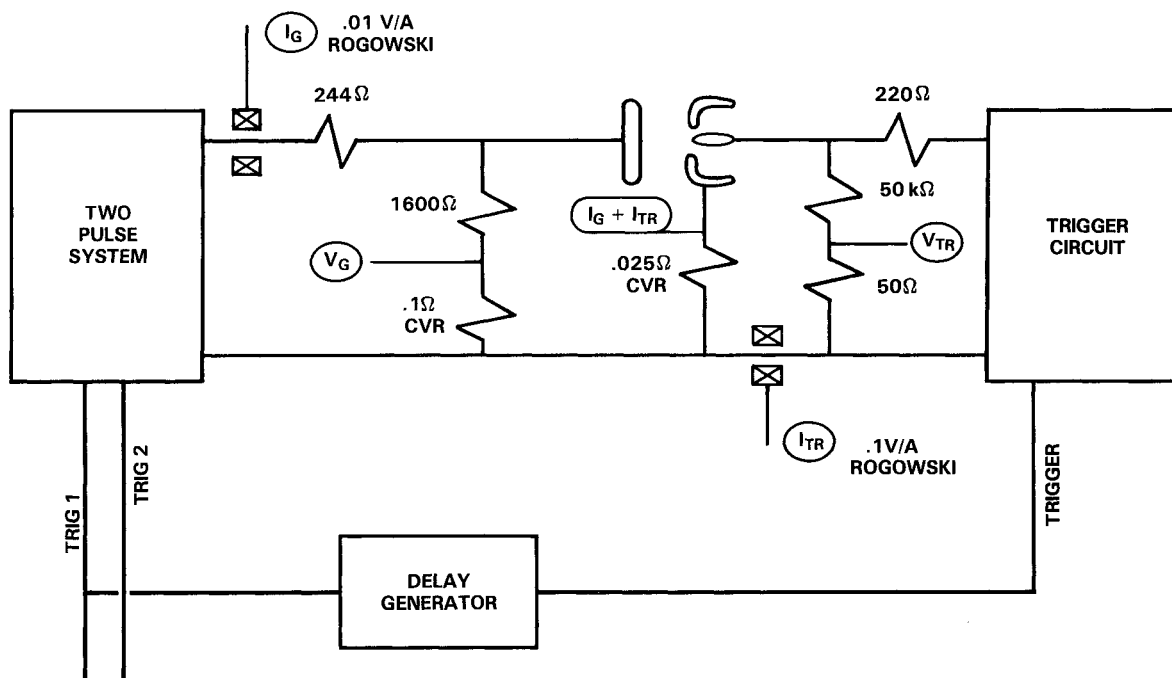 I_G
.01 V/A
ROGOWSKI
244Ω
220Ω
TWO
PULSE
SYSTEM
1600Ω
I_G + I_TR
50 kΩ
V_TR
TRIGGER
CIRCUIT
V_G
.1Ω
CVR
.025Ω
CVR
50Ω
I_TR
.1V/A
ROGOWSKI
TRIG 1
TRIG 2
TRIGGER
DELAY
GENERATOR